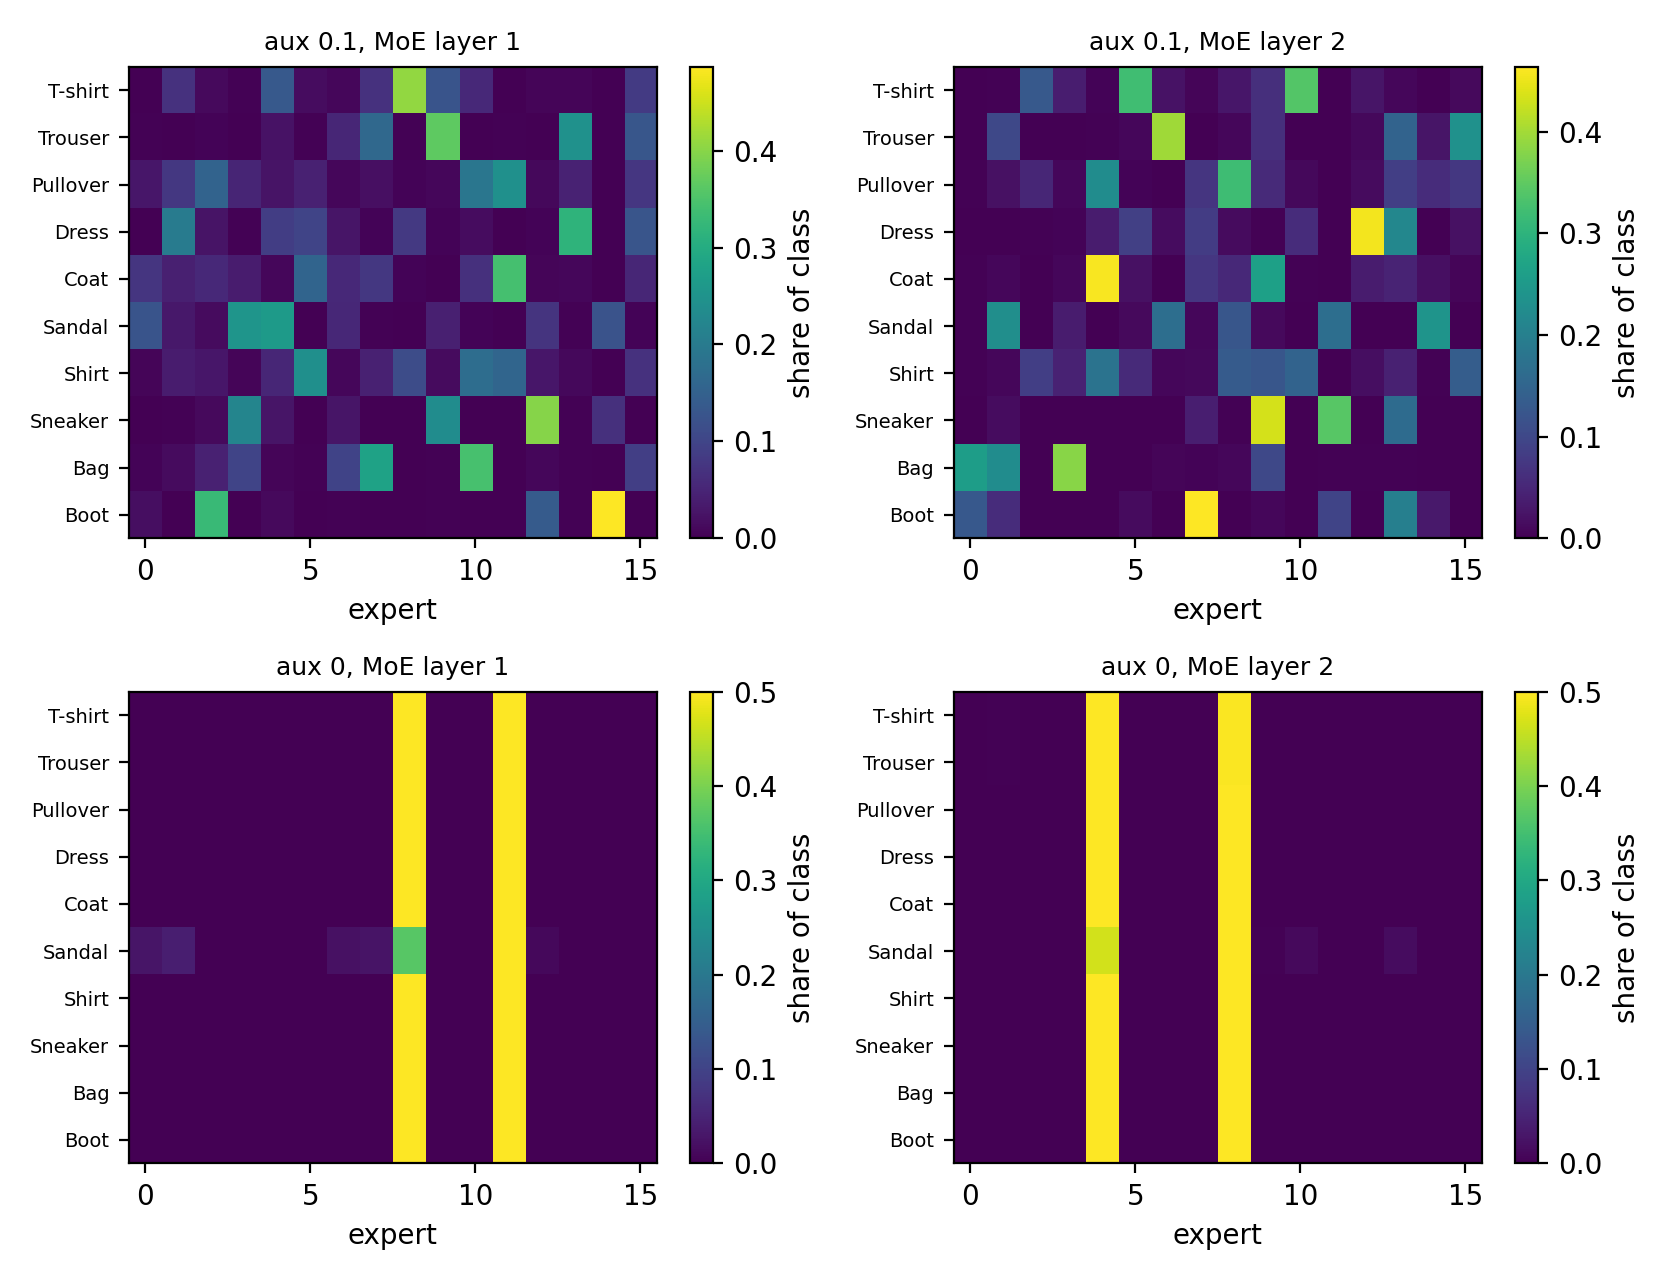 aux 0.1, MoE layer 1
T-shirt
Trouser
Pullover
Dress
Coat
Sandal
Shirt
Sneaker
Bag
Boot
0 5 10 15
expert
0.4
0.3
0.2
0.1
0.0
share of class
aux 0.1, MoE layer 2
T-shirt
Trouser
Pullover
Dress
Coat
Sandal
Shirt
Sneaker
Bag
Boot
0 5 10 15
expert
0.4
0.3
0.2
0.1
0.0
share of class
aux 0, MoE layer 1
T-shirt
Trouser
Pullover
Dress
Coat
Sandal
Shirt
Sneaker
Bag
Boot
0 5 10 15
expert
0.5
0.4
0.3
0.2
0.1
0.0
share of class
aux 0, MoE layer 2
T-shirt
Trouser
Pullover
Dress
Coat
Sandal
Shirt
Sneaker
Bag
Boot
0 5 10 15
expert
0.5
0.4
0.3
0.2
0.1
0.0
share of class